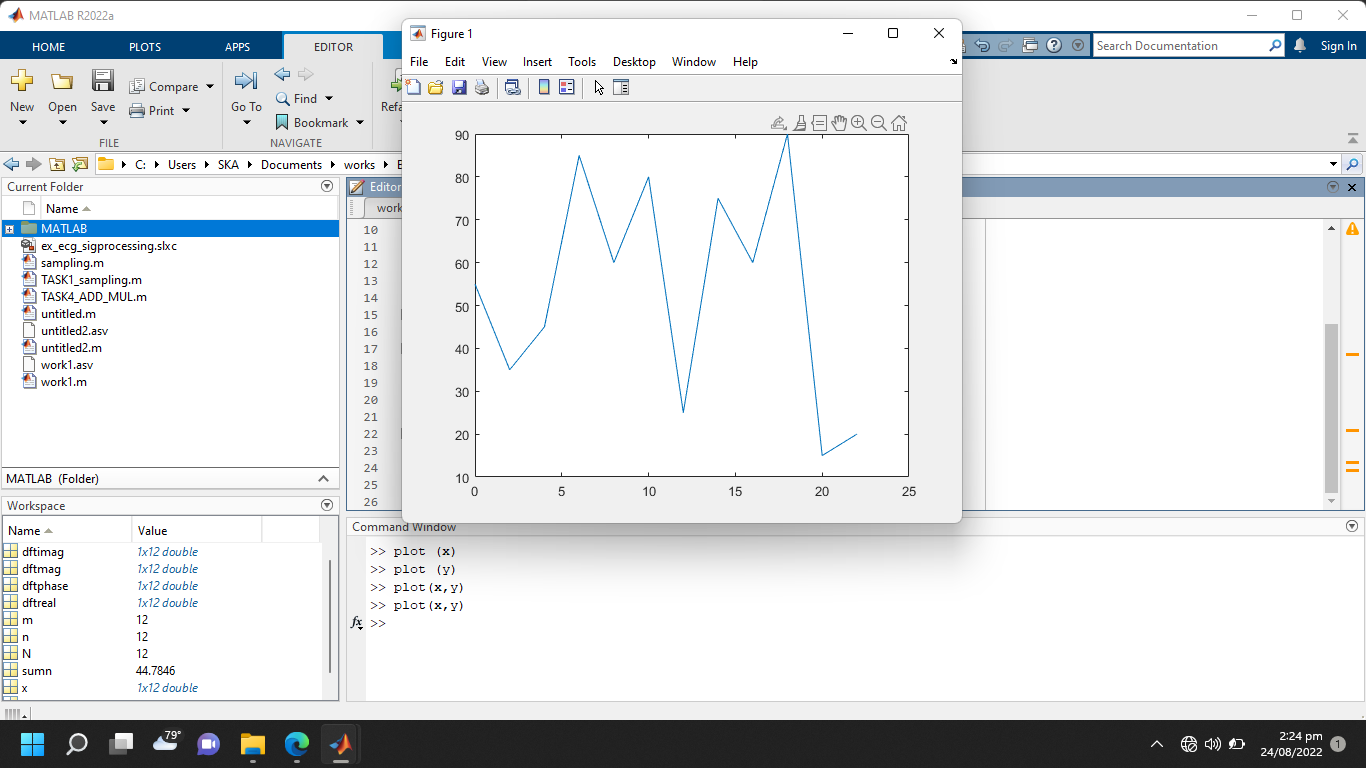 MATLAB R2022a
HOME PLOTS APPS EDITOR
Search Documentation Sign In
New Open Save Compare Print Go To Find Bookmark
FILE NAVIGATE
C: Users SKA Documents works
Current Folder
Name
MATLAB
ex_ecg_sigprocessing.slxc
sampling.m
TASK1_sampling.m
TASK4_ADD_MUL.m
untitled.m
untitled2.asv
untitled2.m
work1.asv
work1.m
MATLAB (Folder)
Workspace
Name Value
dftimag 1x12 double
dftmag 1x12 double
dftphase 1x12 double
dftreal 1x12 double
m 12
n 12
N 12
sumn 44.7846
x 1x12 double
Editor
10
11
12
13
14
15
16
17
18
19
20
21
22
23
24
25
26
Figure 1
File Edit View Insert Tools Desktop Window Help
90
80
70
60
50
40
30
20
10
0 5 10 15 20 25
Command Window
>> plot (x)
>> plot (y)
>> plot(x,y)
>> plot(x,y)
fx >>
79°
2:24 pm
24/08/2022
1